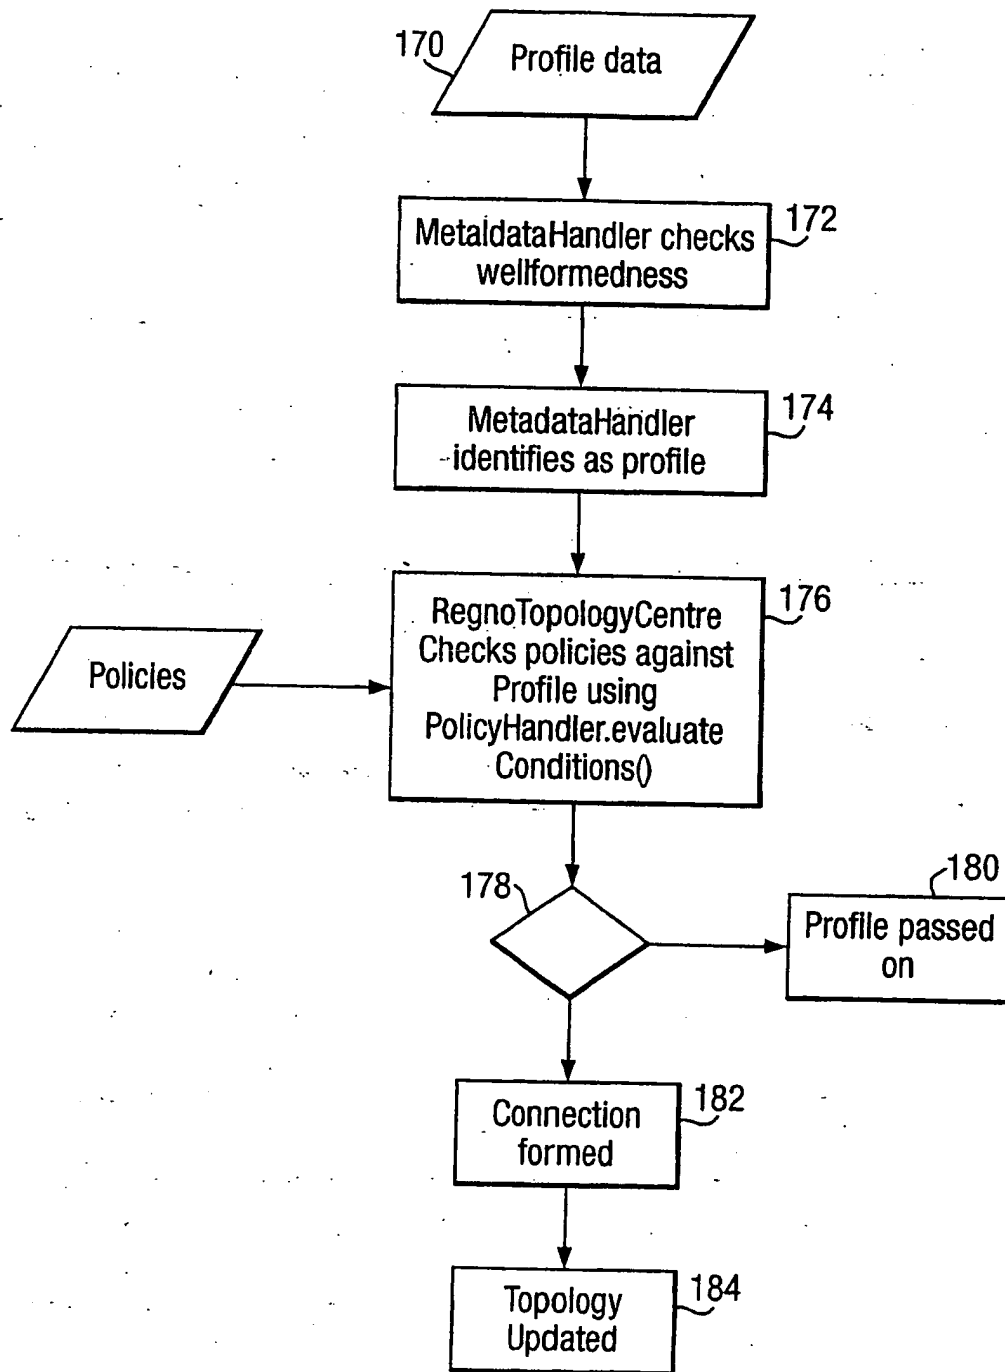 170
Profile data
172
MetaldataHandler checks
wellformedness
174
MetadataHandler
identifies as profile
176
RegnoTopologyCentre
Checks policies against
Profile using
PolicyHandler.evaluate
Conditions()
Policies
178
180
Profile passed
on
182
Connection
formed
184
Topology
Updated